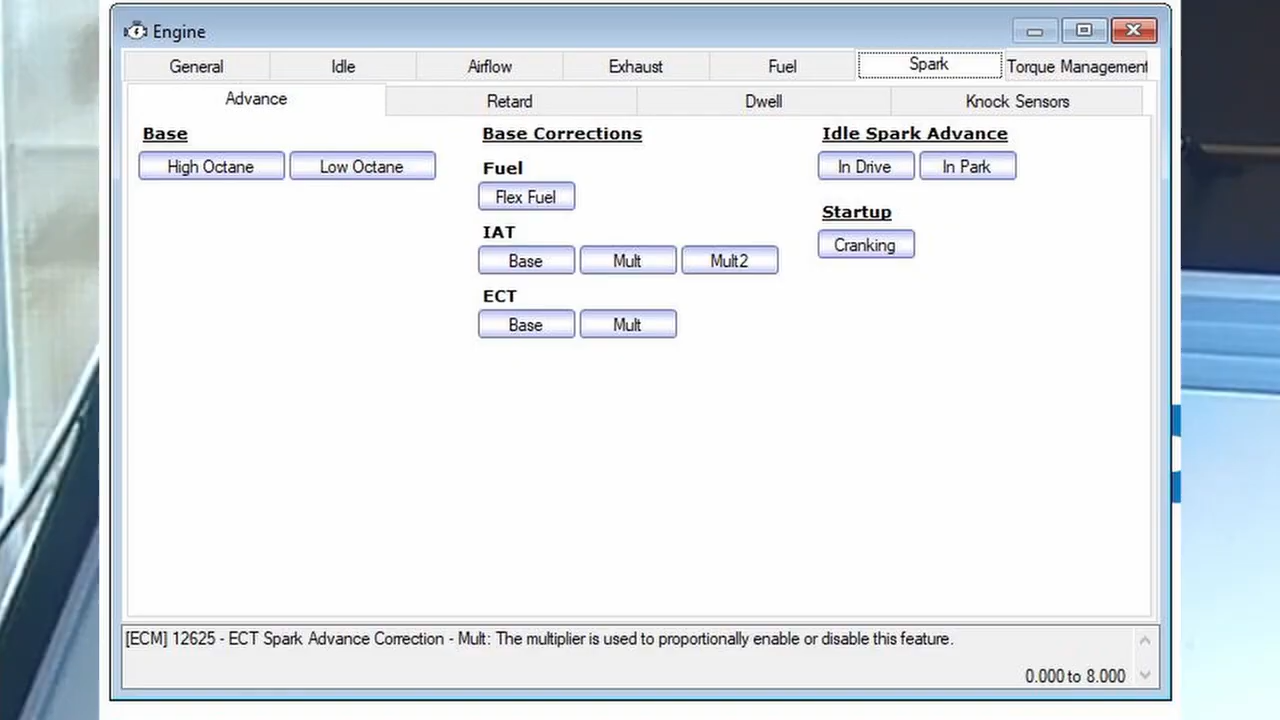 Engine
General Idle Airflow Exhaust Fuel Spark Torque Management
Advance Retard Dwell Knock Sensors
Base
High Octane Low Octane
Base Corrections
Fuel
Flex Fuel
IAT
Base Mult Mult2
ECT
Base Mult
Idle Spark Advance
In Drive In Park
Startup
Cranking
[ECM] 12625 - ECT Spark Advance Correction - Mult: The multiplier is used to proportionally enable or disable this feature.
0.000 to 8.000